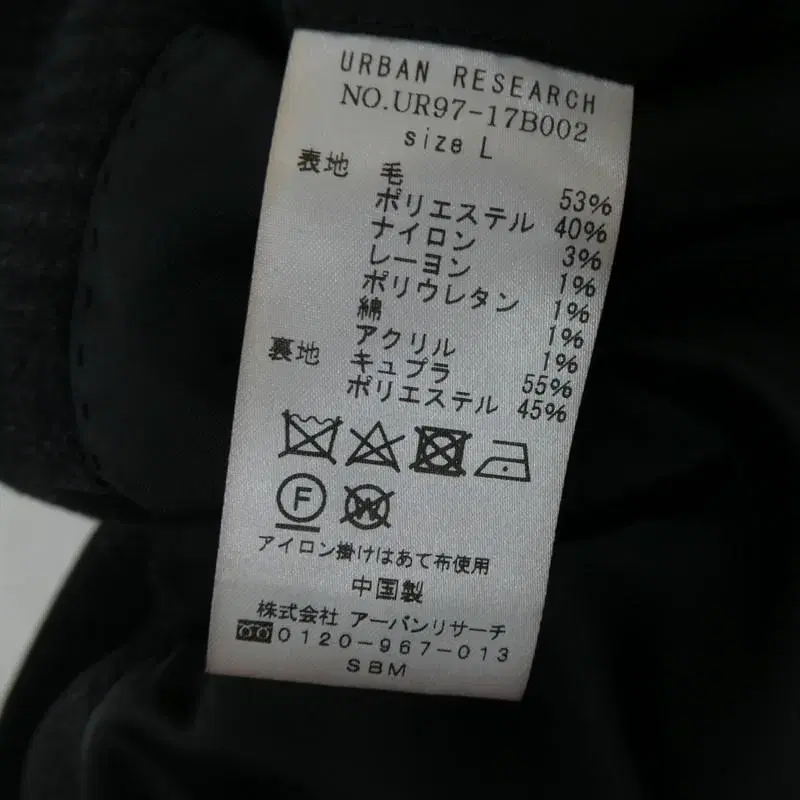 URBAN RESEARCH
NO.UR97-17B002
size L
表地 毛 53%
ポリエステル 40%
ナイロン 3%
レーヨン 1%
ポリウレタン 1%
綿 1%
アクリル 1%
裏地 キュプラ 55%
ポリエステル 45%
F W
アイロン掛けはあて布使用
中国製
株式会社 アーバンリサーチ
0120-967-013
SBM